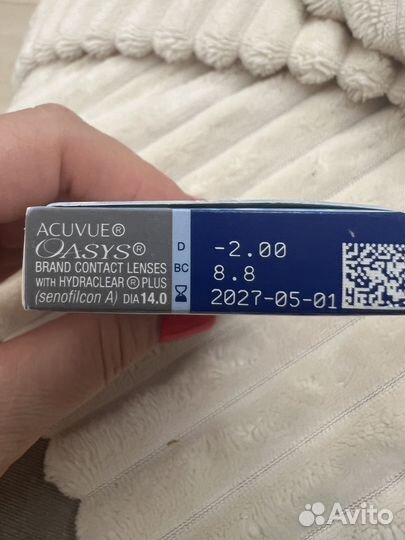 ACUVUE®
OASYS®
BRAND CONTACT LENSES
WITH HYDRACLEAR® PLUS
(senofilcon A) DIA 14.0
D -2.00
BC 8.8
2027-05-01
Avito